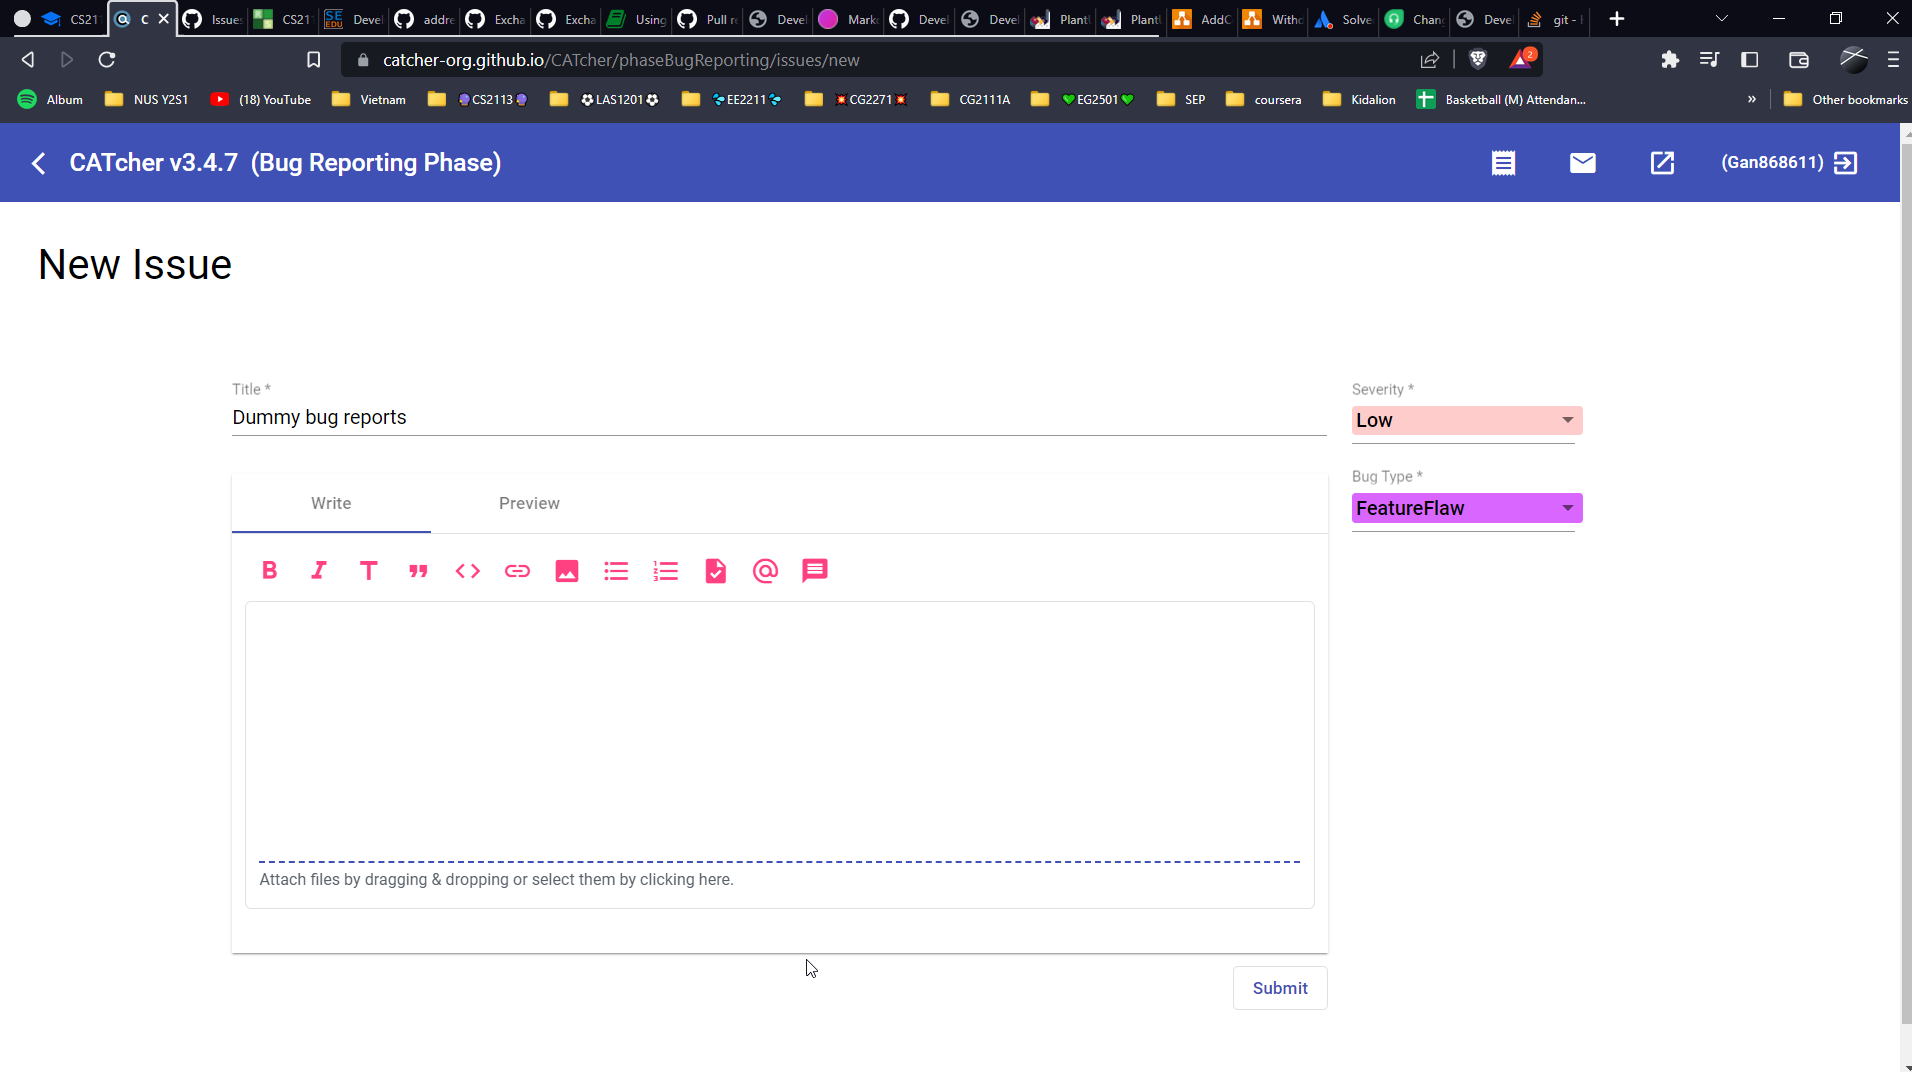 CS21 C Issues CS21 Deve addre Excha Excha Using Pull r Devel Mark Devel Devel Plant Plant AddC With Solve Chan Deve git -
catcher-org.github.io/CATcher/phaseBugReporting/issues/new
2
Album NUS Y2S1 (18) YouTube Vietnam 🔮CS2113🔮 ⚽LAS1201⚽ 💫EE2211💫 💥CG2271💥 CG2111A 💚EG2501💚 SEP coursera Kidalion Basketball (M) Attendan... » Other bookmarks
CATcher v3.4.7 (Bug Reporting Phase) (Gan868611)
New Issue
Title *
Dummy bug reports
Severity *
Low
Bug Type *
FeatureFlaw
Write Preview
Attach files by dragging & dropping or select them by clicking here.
Submit